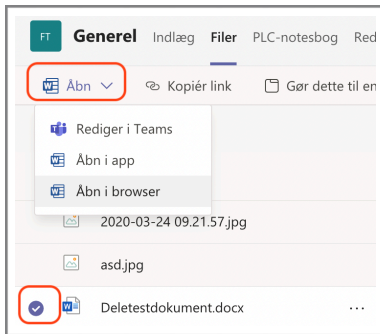 FT Generel Indlæg Filer PLC-notesbog Red
Åbn Kopiér link Gør dette til en
Rediger i Teams
Åbn i app
Åbn i browser
2020-03-24 09.21.57.jpg
asd.jpg
Deletestdokument.docx ...